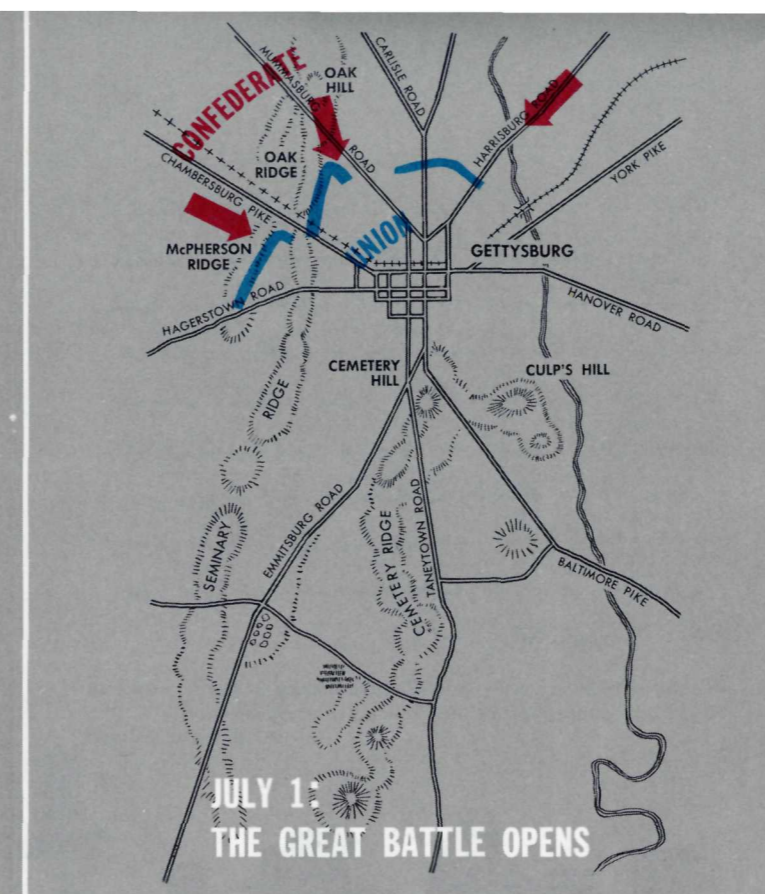 CONFEDERATE
MUMMASBURG
ROAD
OAK
HILL
CARLISLE ROAD
HARRISBURG ROAD
OAK
RIDGE
CHAMBERSBURG PIKE
YORK PIKE
UNION
McPHERSON
RIDGE
GETTYSBURG
HAGERSTOWN ROAD
HANOVER ROAD
CEMETERY
HILL
CULP'S HILL
RIDGE
SEMINARY
EMMITSBURG ROAD
CEMETERY RIDGE
TANEYTOWN ROAD
BALTIMORE PIKE
JULY 1:
THE GREAT BATTLE OPENS